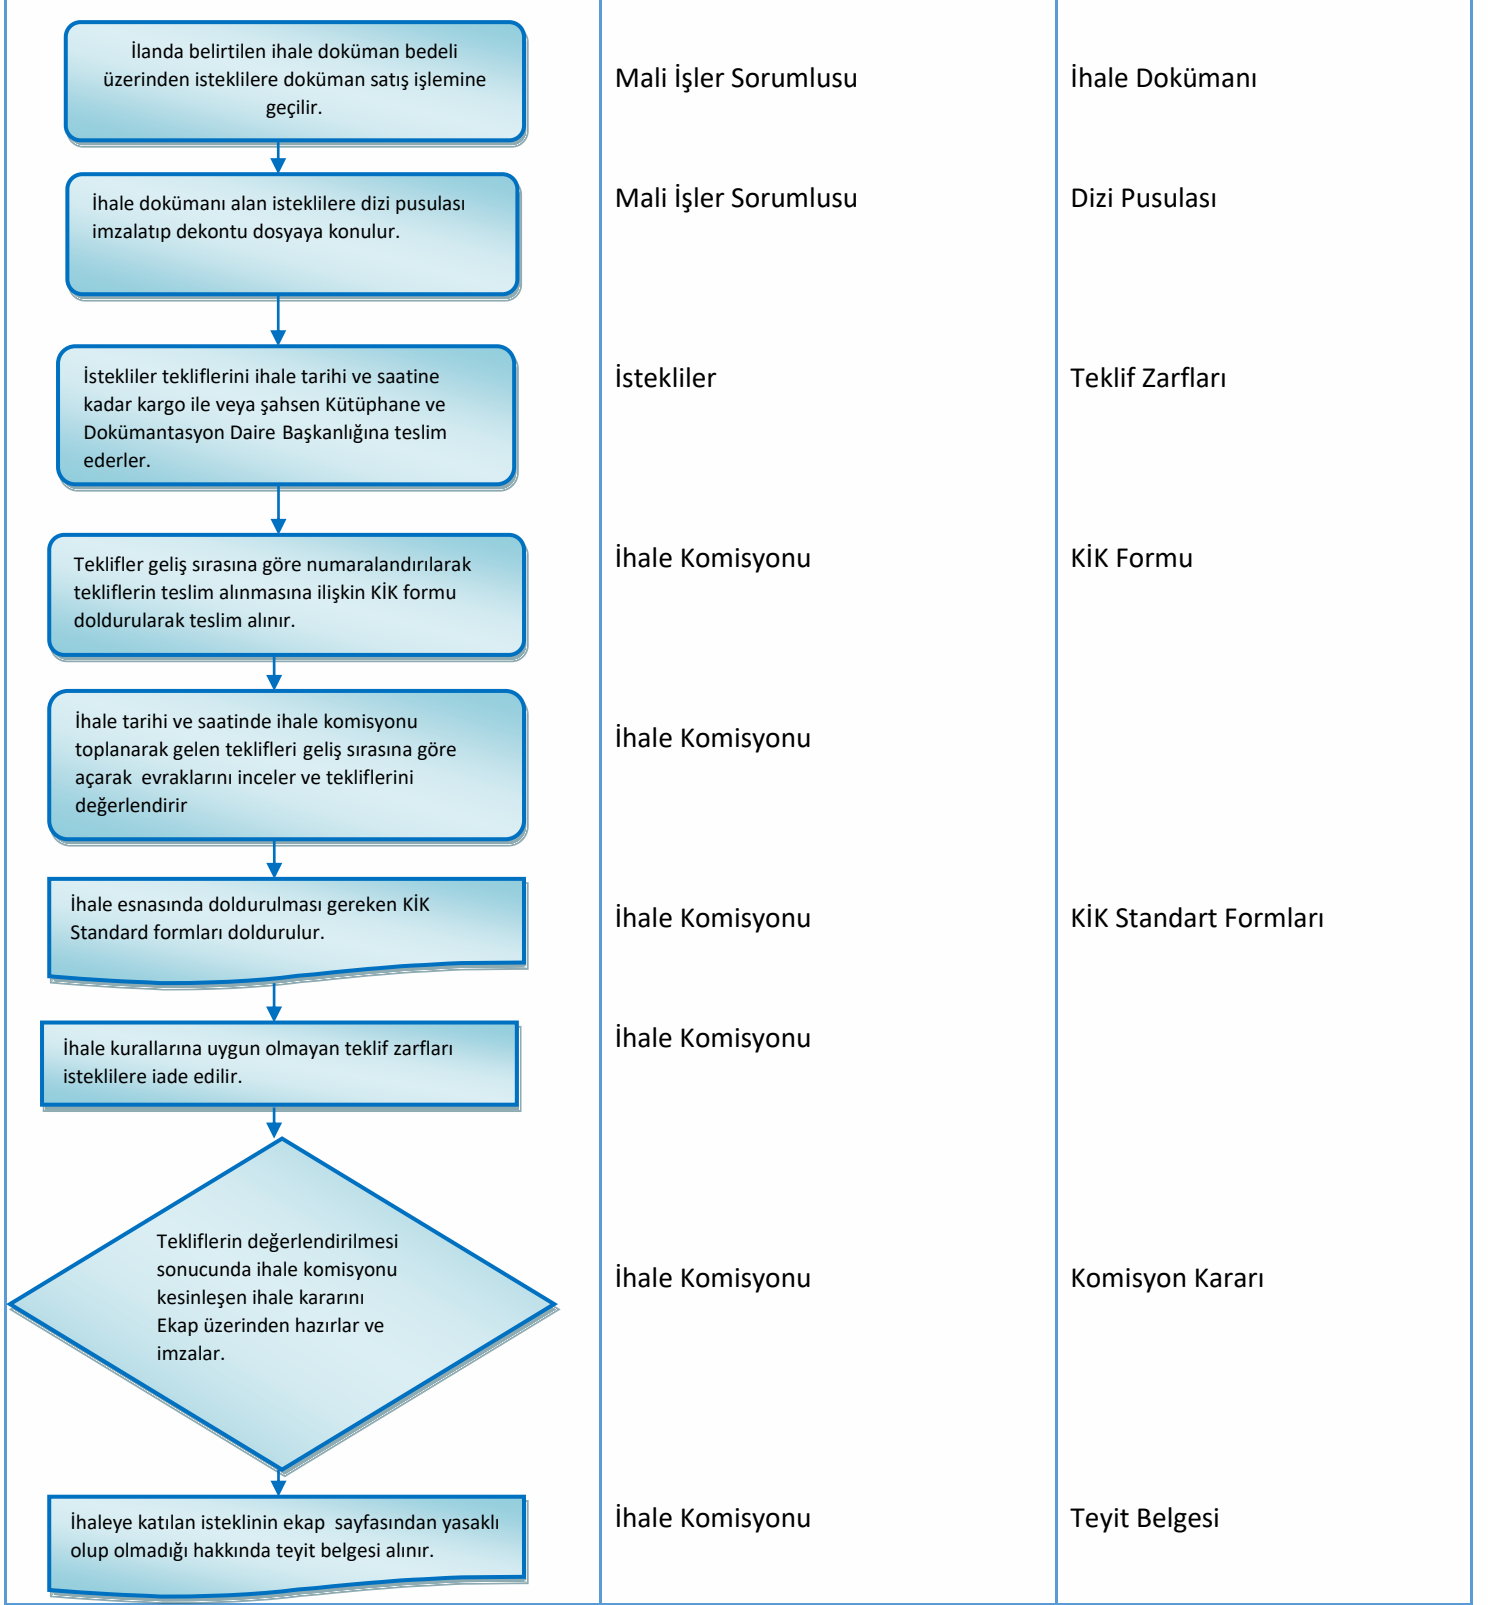 İlanda belirtilen ihale doküman bedeli
üzerinden isteklilere doküman satış işlemine
geçilir.
Mali İşler Sorumlusu
İhale Dokümanı
İhale dokümanı alan isteklilere dizi pusulası
imzalatıp dekontu dosyaya konulur.
Mali İşler Sorumlusu
Dizi Pusulası
İstekliler tekliflerini ihale tarihi ve saatine
kadar kargo ile veya şahsen Kütüphane ve
Dokümantasyon Daire Başkanlığına teslim
ederler.
İstekliler
Teklif Zarfları
Teklifler geliş sırasına göre numaralandırılarak
tekliflerin teslim alınmasına ilişkin KİK formu
doldurularak teslim alınır.
İhale Komisyonu
KİK Formu
İhale tarihi ve saatinde ihale komisyonu
toplanarak gelen teklifleri geliş sırasına göre
açarak evraklarını inceler ve tekliflerini
değerlendirir
İhale Komisyonu
İhale esnasında doldurulması gereken KİK
Standard formları doldurulur.
İhale Komisyonu
KİK Standart Formları
İhale kurallarına uygun olmayan teklif zarfları
isteklilere iade edilir.
İhale Komisyonu
Tekliflerin değerlendirilmesi
sonucunda ihale komisyonu
kesinleşen ihale kararını
Ekap üzerinden hazırlar ve
imzalar.
İhale Komisyonu
Komisyon Kararı
İhaleye katılan isteklinin ekap sayfasından yasaklı
olup olmadığı hakkında teyit belgesi alınır.
İhale Komisyonu
Teyit Belgesi